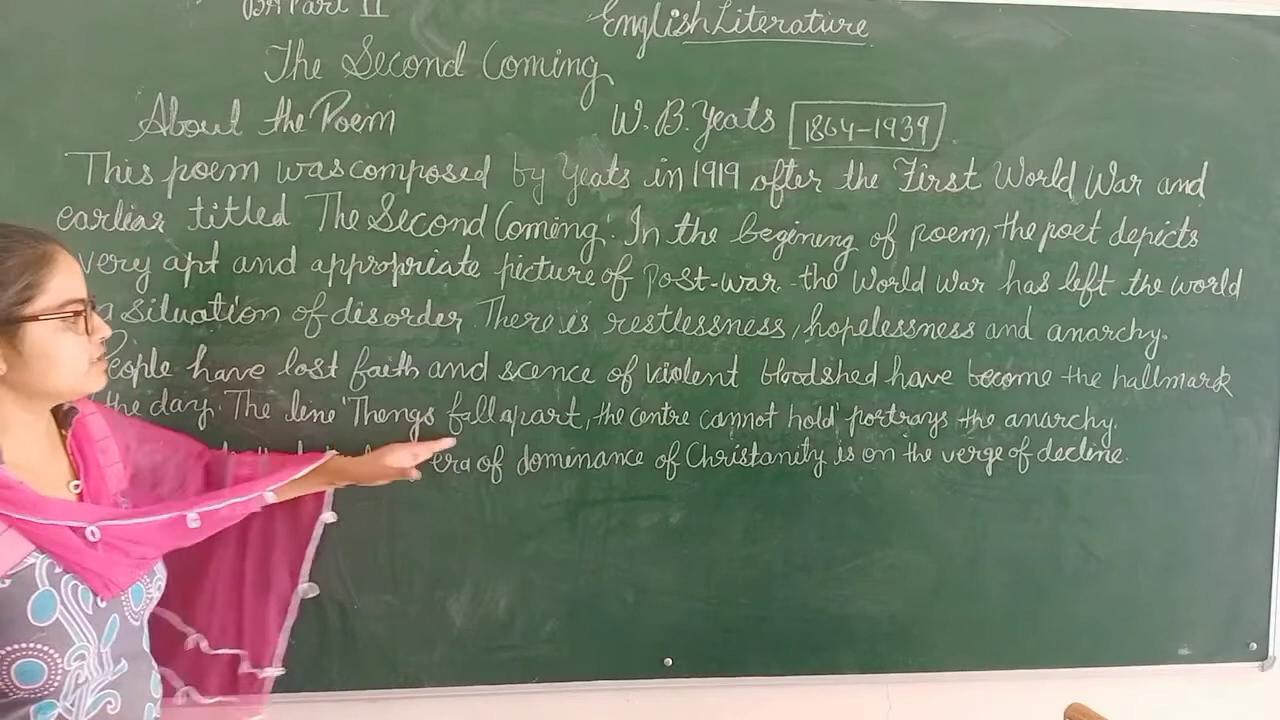 BA Part II
English Literature
The Second Coming
About the Poem
W. B. Yeats 1864-1939
This poem was composed by Yeats in 1919 after the First World War and
earlier titled 'The Second Coming'. In the begining of poem, the poet depicts
very apt and appropriate picture of post-war. the World War has left the world
a situation of disorder. There is restlessness, hopelessness and anarchy.
People have lost faith and scence of violent bloodshed have become the hallmark
the day. The line 'Thengs fall apart, the centre cannot hold' portrays the anarchy.
era of dominance of Christanity is on the verge of decline.